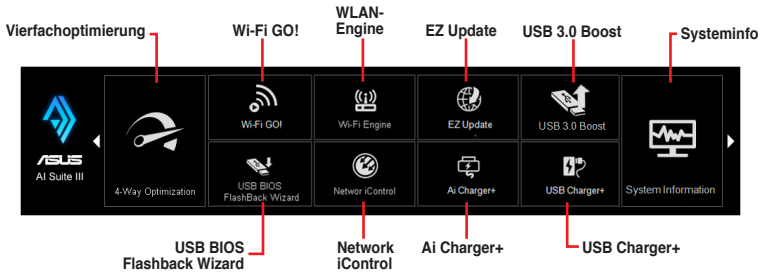 WLAN-
Engine
Vierfachoptimierung
Wi-Fi GO!
EZ Update
USB 3.0 Boost
Systeminfo
ASUS
AI Suite III
4-Way Optimization
Wi-Fi GO!
Wi-Fi Engine
EZ Update
USB 3.0 Boost
System Information
USB BIOS
FlashBack Wizard
Networ iControl
Ai Charger+
USB Charger+
USB BIOS
Flashback Wizard
Network
iControl
Ai Charger+
USB Charger+